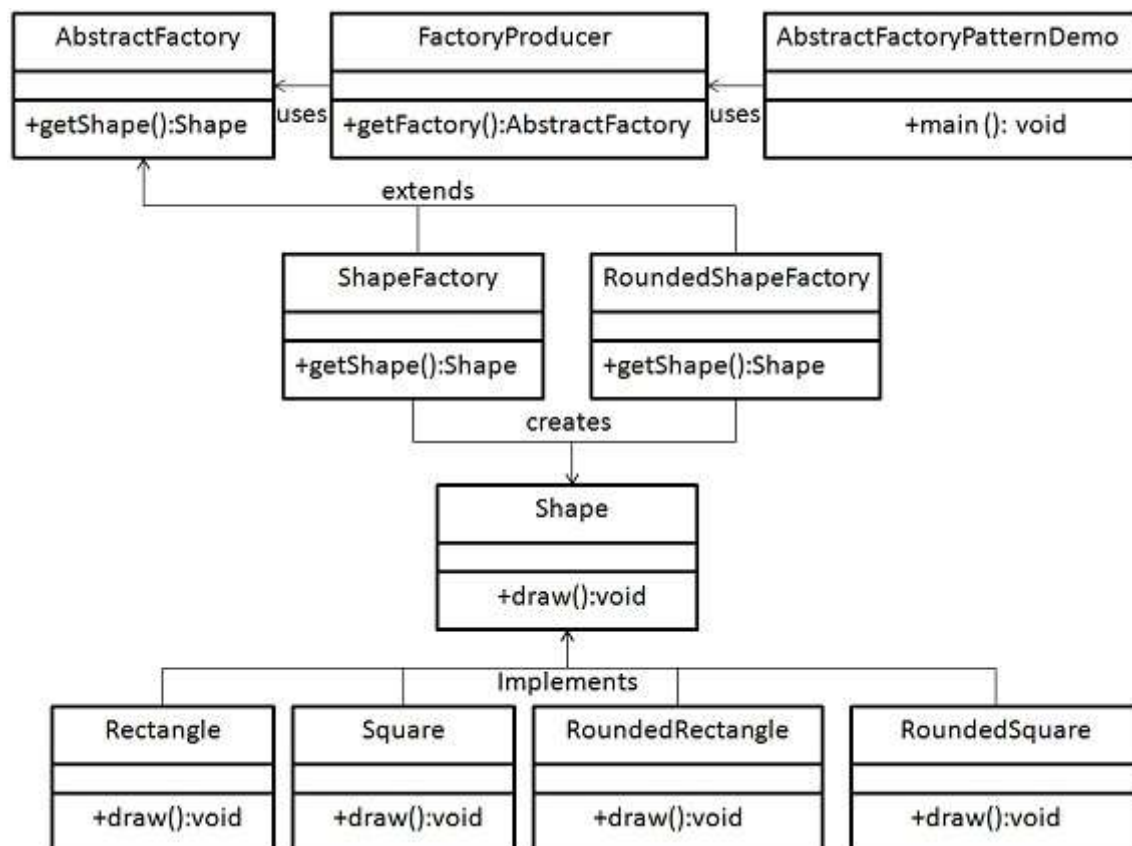 AbstractFactory
FactoryProducer
AbstractFactoryPatternDemo
+getShape():Shape
uses
+getFactory():AbstractFactory
uses
+main (): void
extends
ShapeFactory
RoundedShapeFactory
+getShape():Shape
+getShape():Shape
creates
Shape
+draw():void
Implements
Rectangle
Square
RoundedRectangle
RoundedSquare
+draw():void
+draw():void
+draw():void
+draw():void